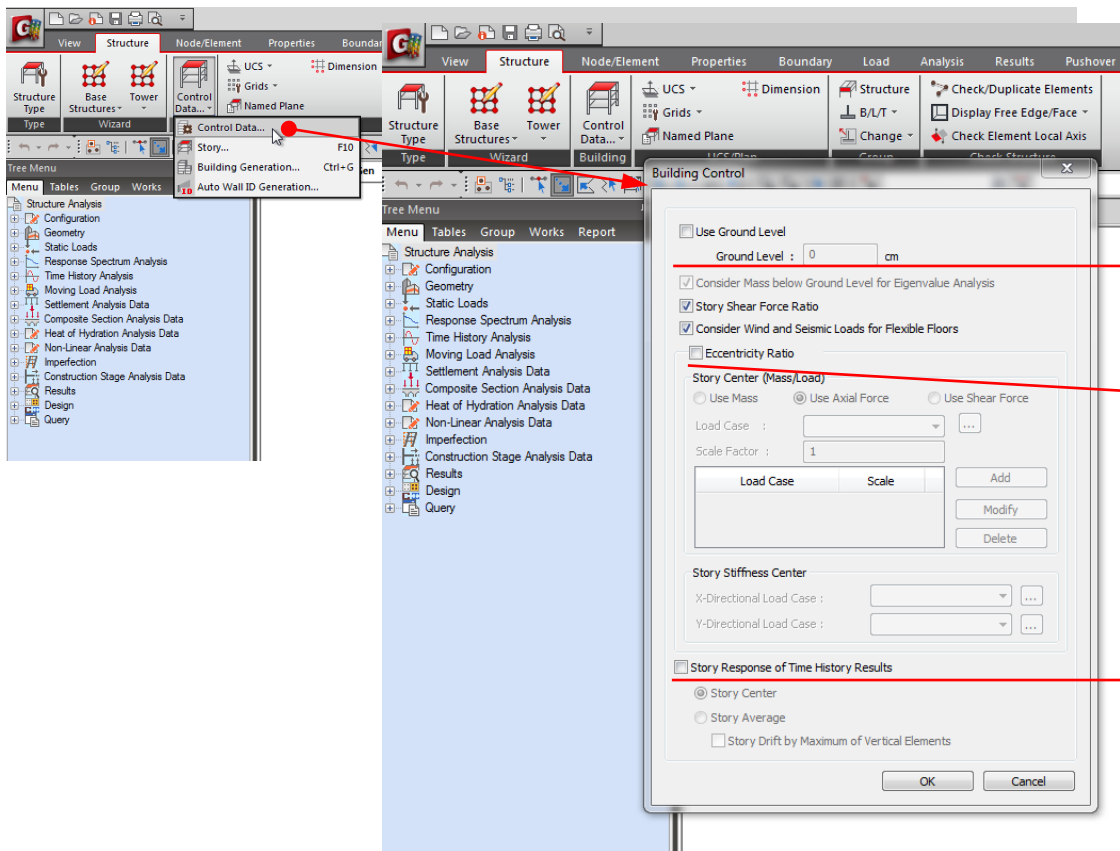 View Structure Node/Element Properties Boundar
Structure Type
Base Structures
Tower
Control Data...
UCS
Grids
Named Plane
Dimension
Type Wizard
Control Data...
Story... F10
Building Generation... Ctrl+G
Auto Wall ID Generation...
Gen
Tree Menu
Menu Tables Group Works
Structure Analysis
Configuration
Geometry
Static Loads
Response Spectrum Analysis
Time History Analysis
Moving Load Analysis
Settlement Analysis Data
Composite Section Analysis Data
Heat of Hydration Analysis Data
Non-Linear Analysis Data
Imperfection
Construction Stage Analysis Data
Results
Design
Query
View Structure Node/Element Properties Boundary Load Analysis Results Pushover
Structure Type
Base Structures
Tower
Control Data...
UCS
Grids
Named Plane
Dimension
Structure
B/L/T
Change
Check/Duplicate Elements
Display Free Edge/Face
Check Element Local Axis
Type Wizard Building UCS/Plan Group Check Structure
Tree Menu
Menu Tables Group Works Report
Structure Analysis
Configuration
Geometry
Static Loads
Response Spectrum Analysis
Time History Analysis
Moving Load Analysis
Settlement Analysis Data
Composite Section Analysis Data
Heat of Hydration Analysis Data
Non-Linear Analysis Data
Imperfection
Construction Stage Analysis Data
Results
Design
Query
Building Control
Use Ground Level
Ground Level : 0 cm
Consider Mass below Ground Level for Eigenvalue Analysis
Story Shear Force Ratio
Consider Wind and Seismic Loads for Flexible Floors
Eccentricity Ratio
Story Center (Mass/Load)
Use Mass Use Axial Force Use Shear Force
Load Case : ...
Scale Factor : 1
Load Case Scale
Add
Modify
Delete
Story Stiffness Center
X-Directional Load Case : ...
Y-Directional Load Case : ...
Story Response of Time History Results
Story Center
Story Average
Story Drift by Maximum of Vertical Elements
OK Cancel